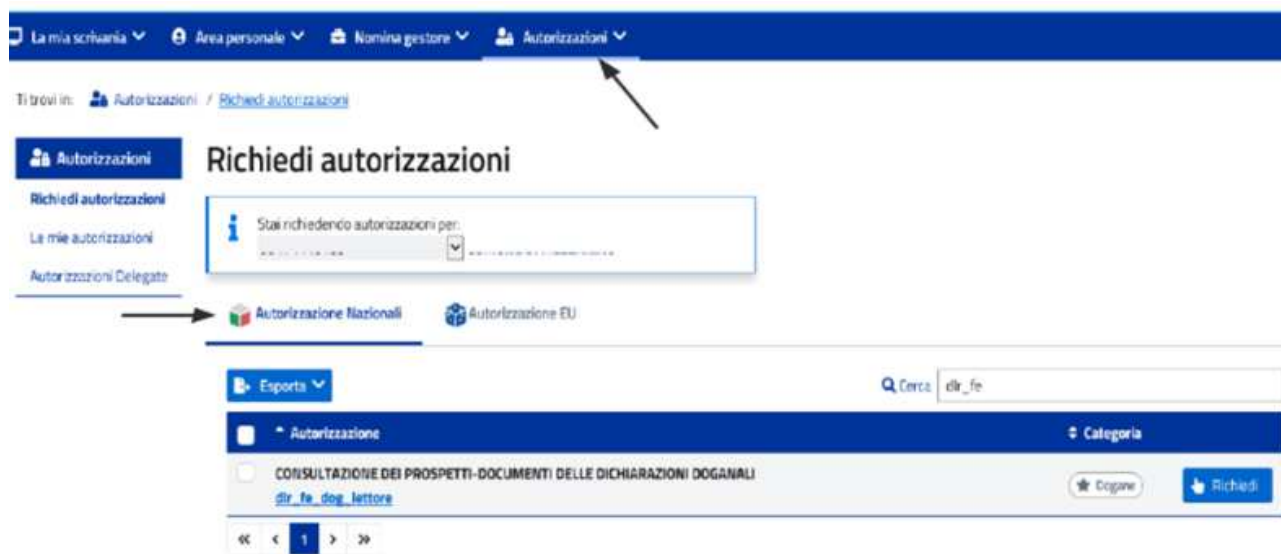 La mia scrivania Area personale Nomina gestore Autorizzazioni
Ti trovi in: Autorizzazioni / Richiedi autorizzazioni
Autorizzazioni
Richiedi autorizzazioni
Le mie autorizzazioni
Autorizzazioni Delegate
Richiedi autorizzazioni
Stai richiedendo autorizzazioni per:
Autorizzazione Nazionali Autorizzazione EU
Esporta
Cerca dlr_fe
Autorizzazione Categoria
CONSULTAZIONE DEI PROSPETTI-DOCUMENTI DELLE DICHIARAZIONI DOGANALI
dlr_fe_dog_lettore
Dogane Richiedi
« < 1 > »